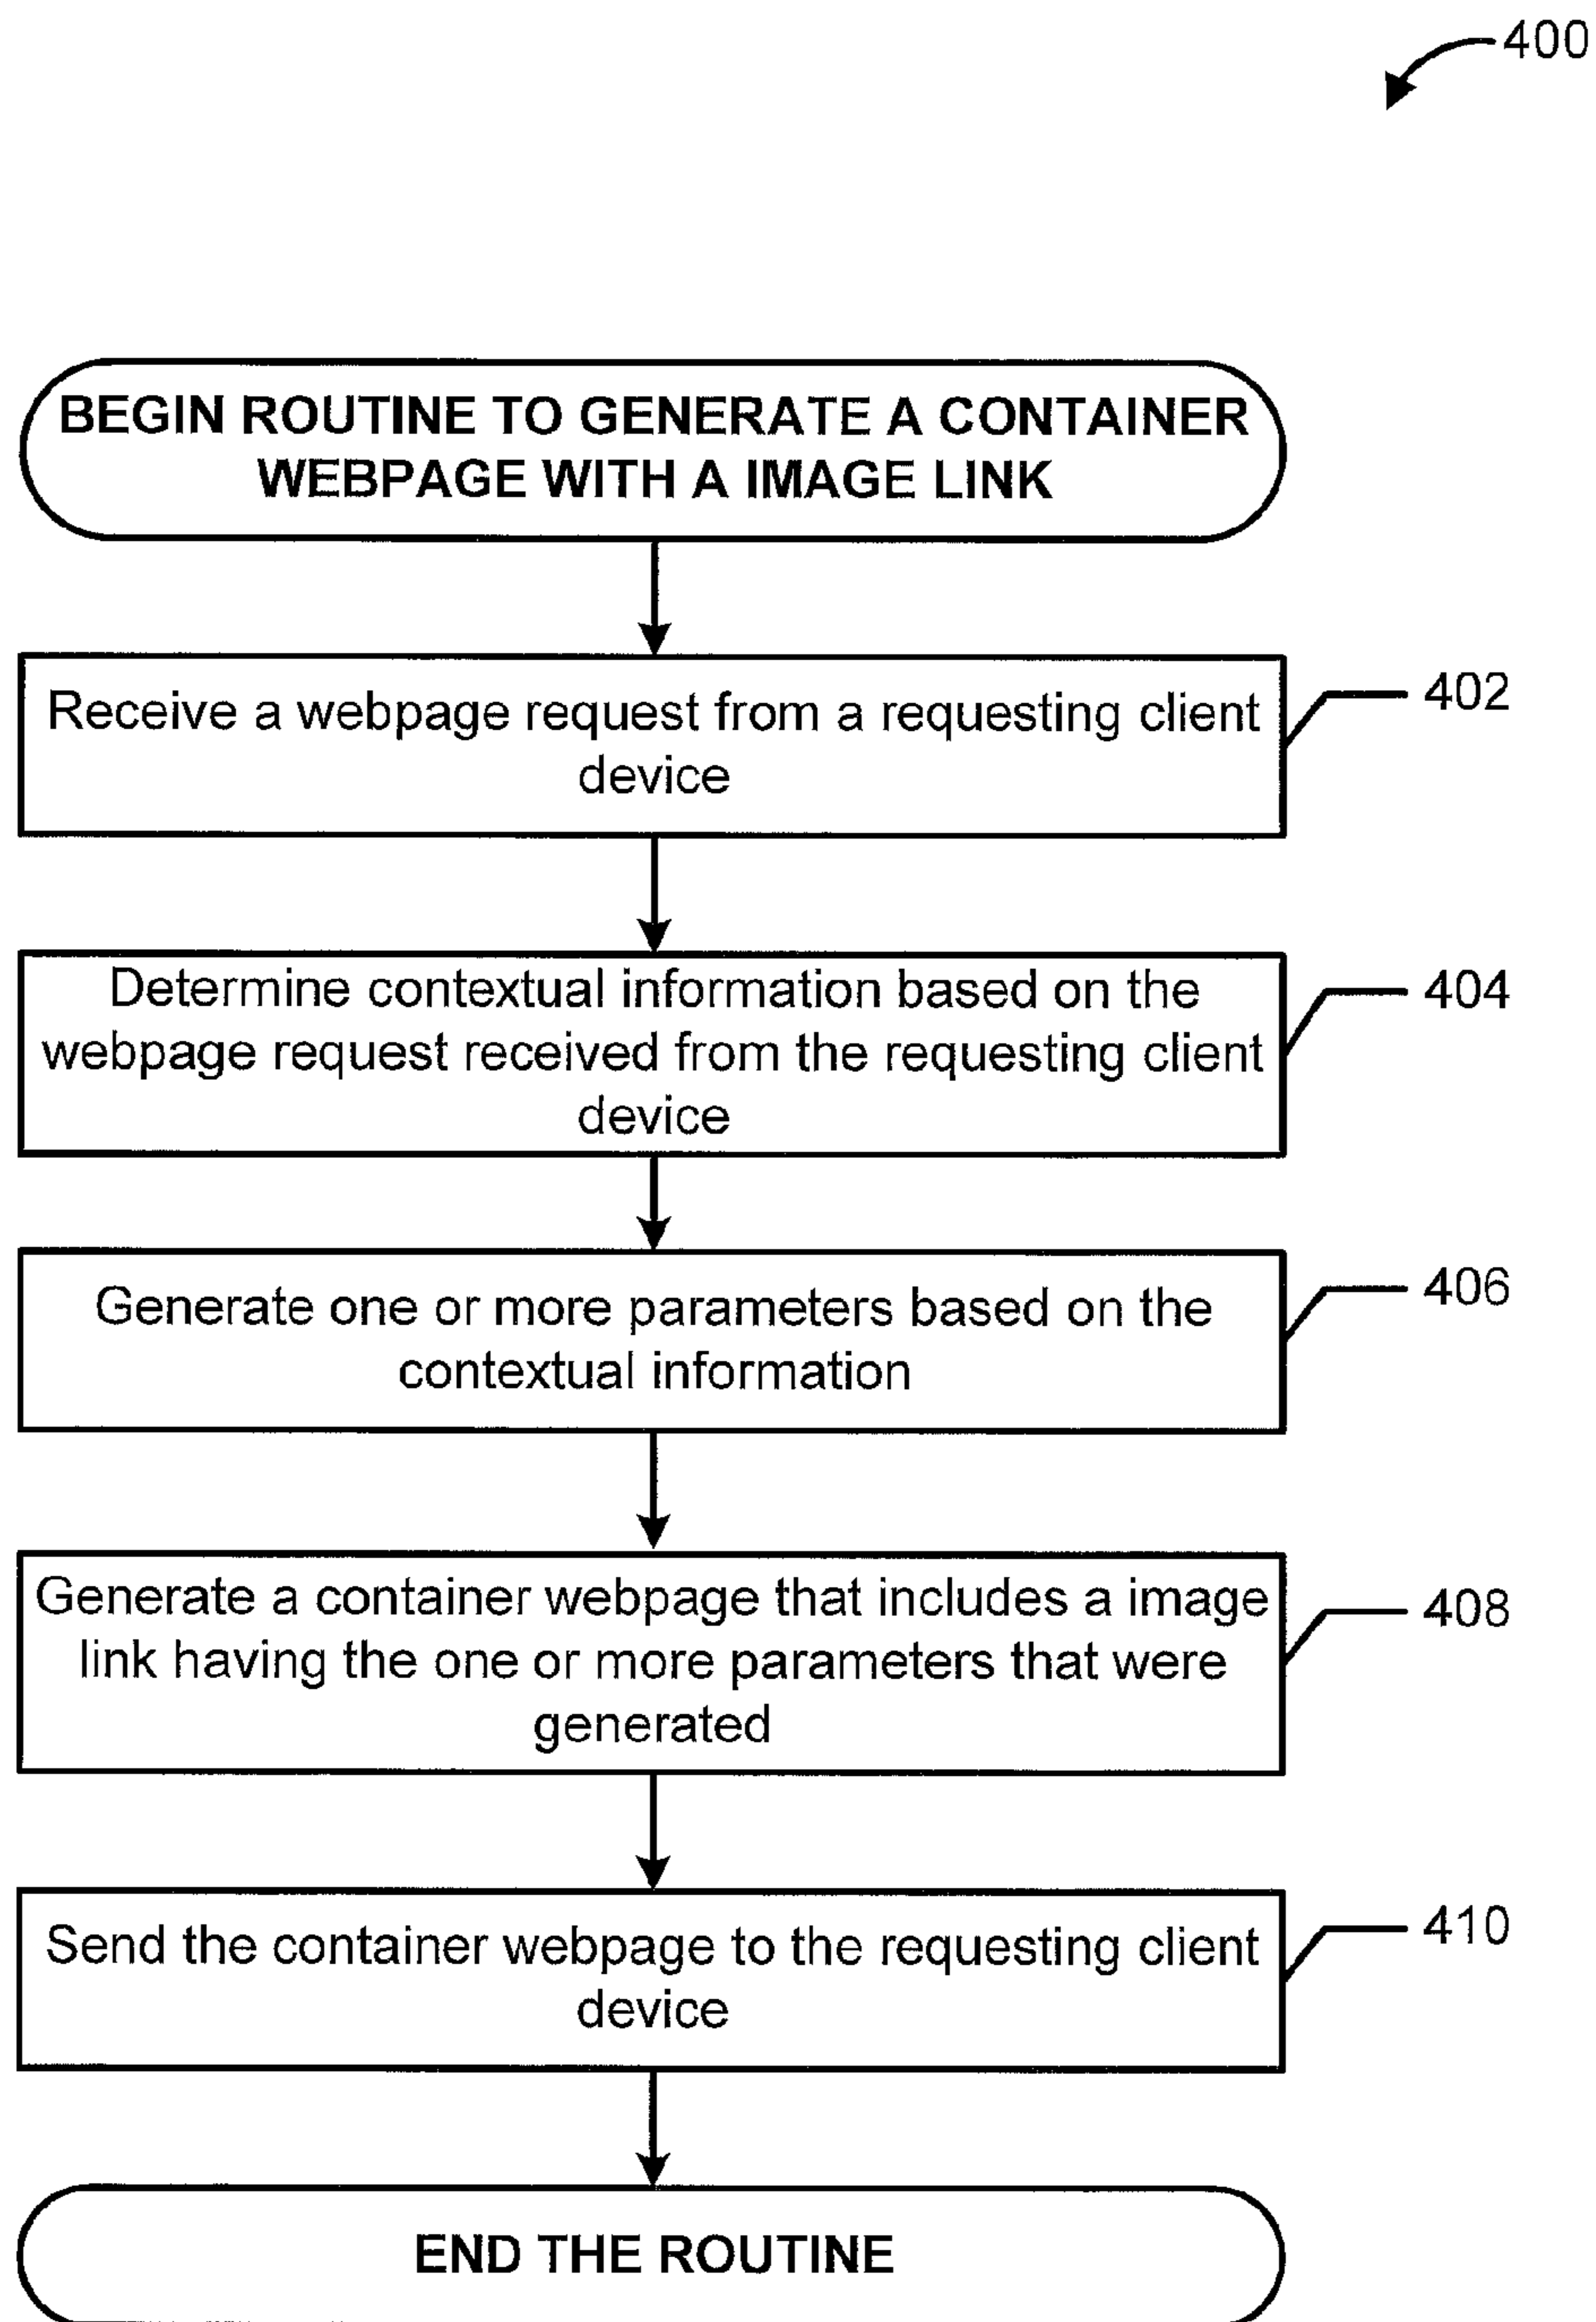 400
BEGIN ROUTINE TO GENERATE A CONTAINER
WEBPAGE WITH A IMAGE LINK
Receive a webpage request from a requesting client
device
402
Determine contextual information based on the
webpage request received from the requesting client
device
404
Generate one or more parameters based on the
contextual information
406
Generate a container webpage that includes a image
link having the one or more parameters that were
generated
408
Send the container webpage to the requesting client
device
410
END THE ROUTINE